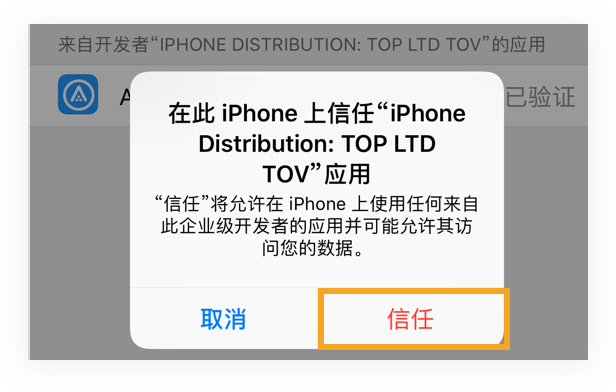 来自开发者“IPHONE DISTRIBUTION: TOP LTD TOV”的应用
A
已验证
在此 iPhone 上信任“iPhone
Distribution: TOP LTD
TOV”应用
“信任”将允许在 iPhone 上使用任何来自
此企业级开发者的应用并可能允许其访
问您的数据。
取消
信任